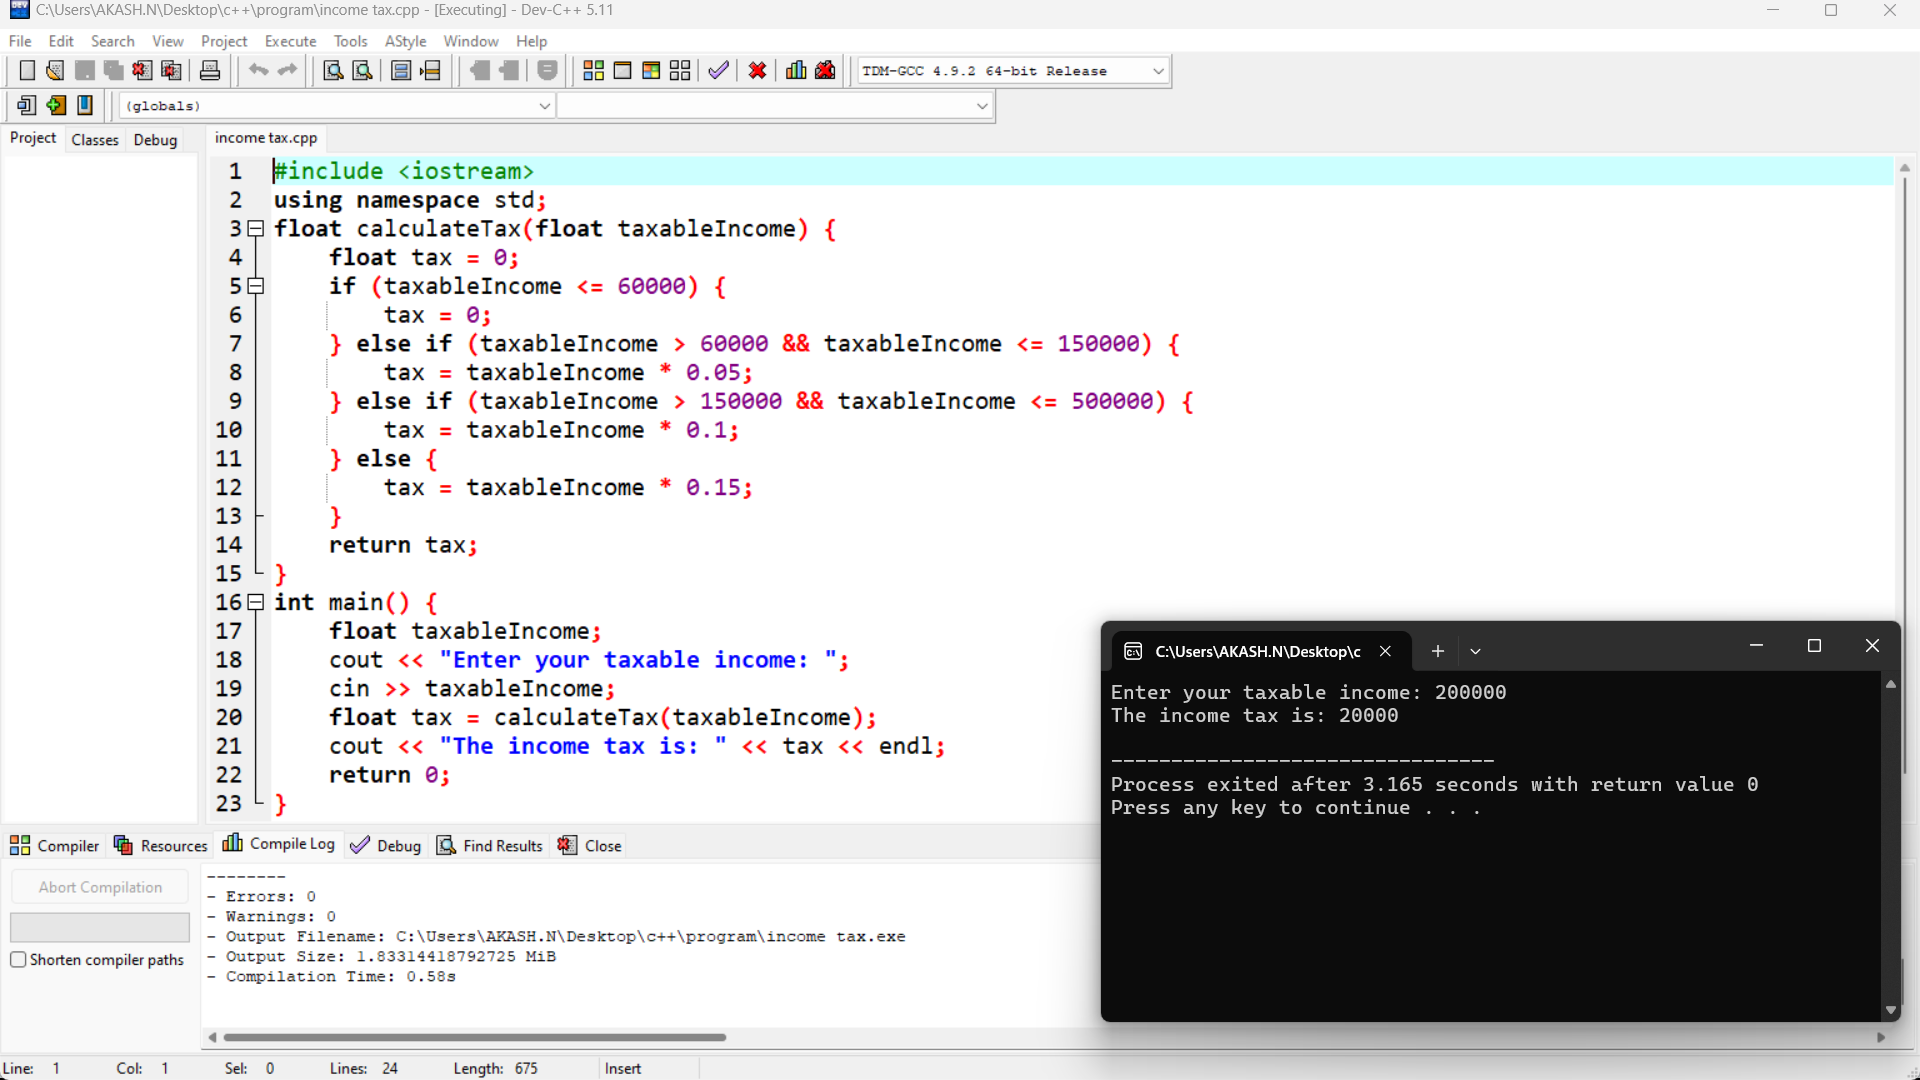 C:\Users\AKASH.N\Desktop\c++\program\income tax.cpp - [Executing] - Dev-C++ 5.11
File Edit Search View Project Execute Tools AStyle Window Help
TDM-GCC 4.9.2 64-bit Release
(globals)
Project Classes Debug
income tax.cpp
1 #include <iostream>
2 using namespace std;
3 float calculateTax(float taxableIncome) {
4     float tax = 0;
5     if (taxableIncome <= 60000) {
6         tax = 0;
7     } else if (taxableIncome > 60000 && taxableIncome <= 150000) {
8         tax = taxableIncome * 0.05;
9     } else if (taxableIncome > 150000 && taxableIncome <= 500000) {
10         tax = taxableIncome * 0.1;
11     } else {
12         tax = taxableIncome * 0.15;
13     }
14     return tax;
15 }
16 int main() {
17     float taxableIncome;
18     cout << "Enter your taxable income: ";
19     cin >> taxableIncome;
20     float tax = calculateTax(taxableIncome);
21     cout << "The income tax is: " << tax << endl;
22     return 0;
23 }
C:\Users\AKASH.N\Desktop\c
Enter your taxable income: 200000
The income tax is: 20000
--------------------------------
Process exited after 3.165 seconds with return value 0
Press any key to continue . . .
Compiler Resources Compile Log Debug Find Results Close
Abort Compilation
Shorten compiler paths
--------
- Errors: 0
- Warnings: 0
- Output Filename: C:\Users\AKASH.N\Desktop\c++\program\income tax.exe
- Output Size: 1.83314418792725 MiB
- Compilation Time: 0.58s
Line: 1 Col: 1 Sel: 0 Lines: 24 Length: 675 Insert